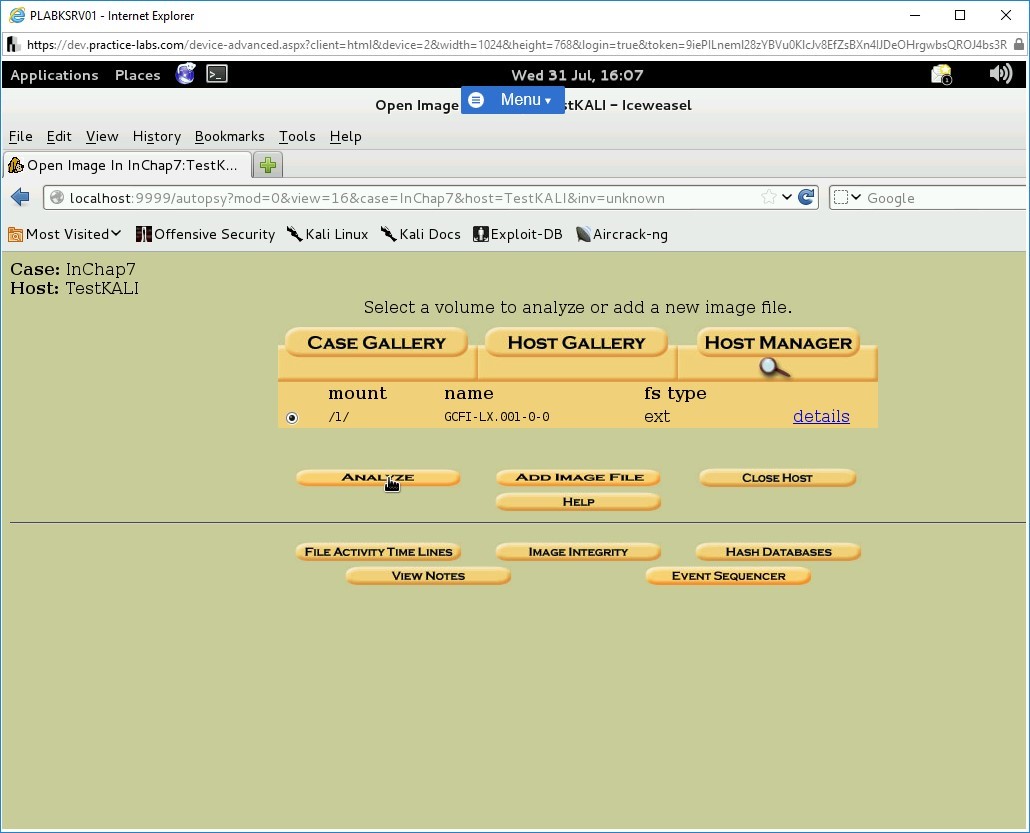 PLABKSRV01 - Internet Explorer
https://dev.practice-labs.com/device-advanced.aspx?client=html&device=2&width=1024&height=768&login=true&token=
Applications Places Wed 31 Jul, 16:07
Open Image Menu stKALI - Iceweasel
File Edit View History Bookmarks Tools Help
Open Image In InChap7:TestK...
localhost:9999/autopsy?mod=0&view=16&case=InChap7&host=TestKALI&inv=unknown Google
Most Visited Offensive Security Kali Linux Kali Docs Exploit-DB Aircrack-ng
Case: InChap7
Host: TestKALI
Select a volume to analyze or add a new image file.
CASE GALLERY HOST GALLERY HOST MANAGER
mount name fs type
/1/ GCFI-LX.001-0-0 ext details
ANALYZE ADD IMAGE FILE CLOSE HOST
HELP
FILE ACTIVITY TIME LINES IMAGE INTEGRITY HASH DATABASES
VIEW NOTES EVENT SEQUENCER